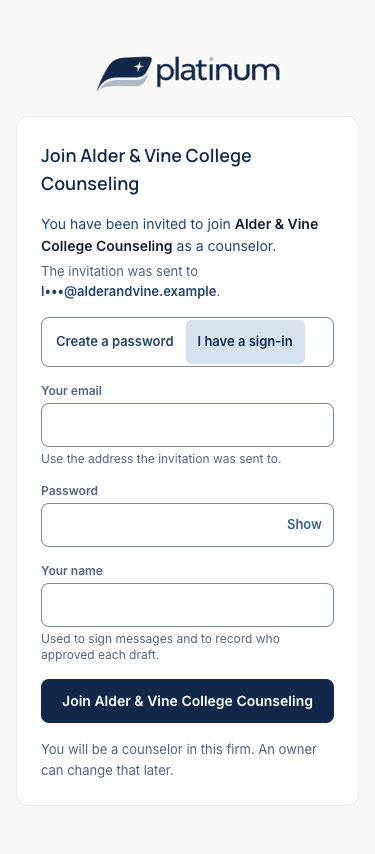 platinum
Join Alder & Vine College
Counseling
You have been invited to join Alder & Vine
College Counseling as a counselor.
The invitation was sent to
l•••@alderandvine.example.
Create a password
I have a sign-in
Your email
Use the address the invitation was sent to.
Password
Show
Your name
Used to sign messages and to record who
approved each draft.
Join Alder & Vine College Counseling
You will be a counselor in this firm. An owner
can change that later.